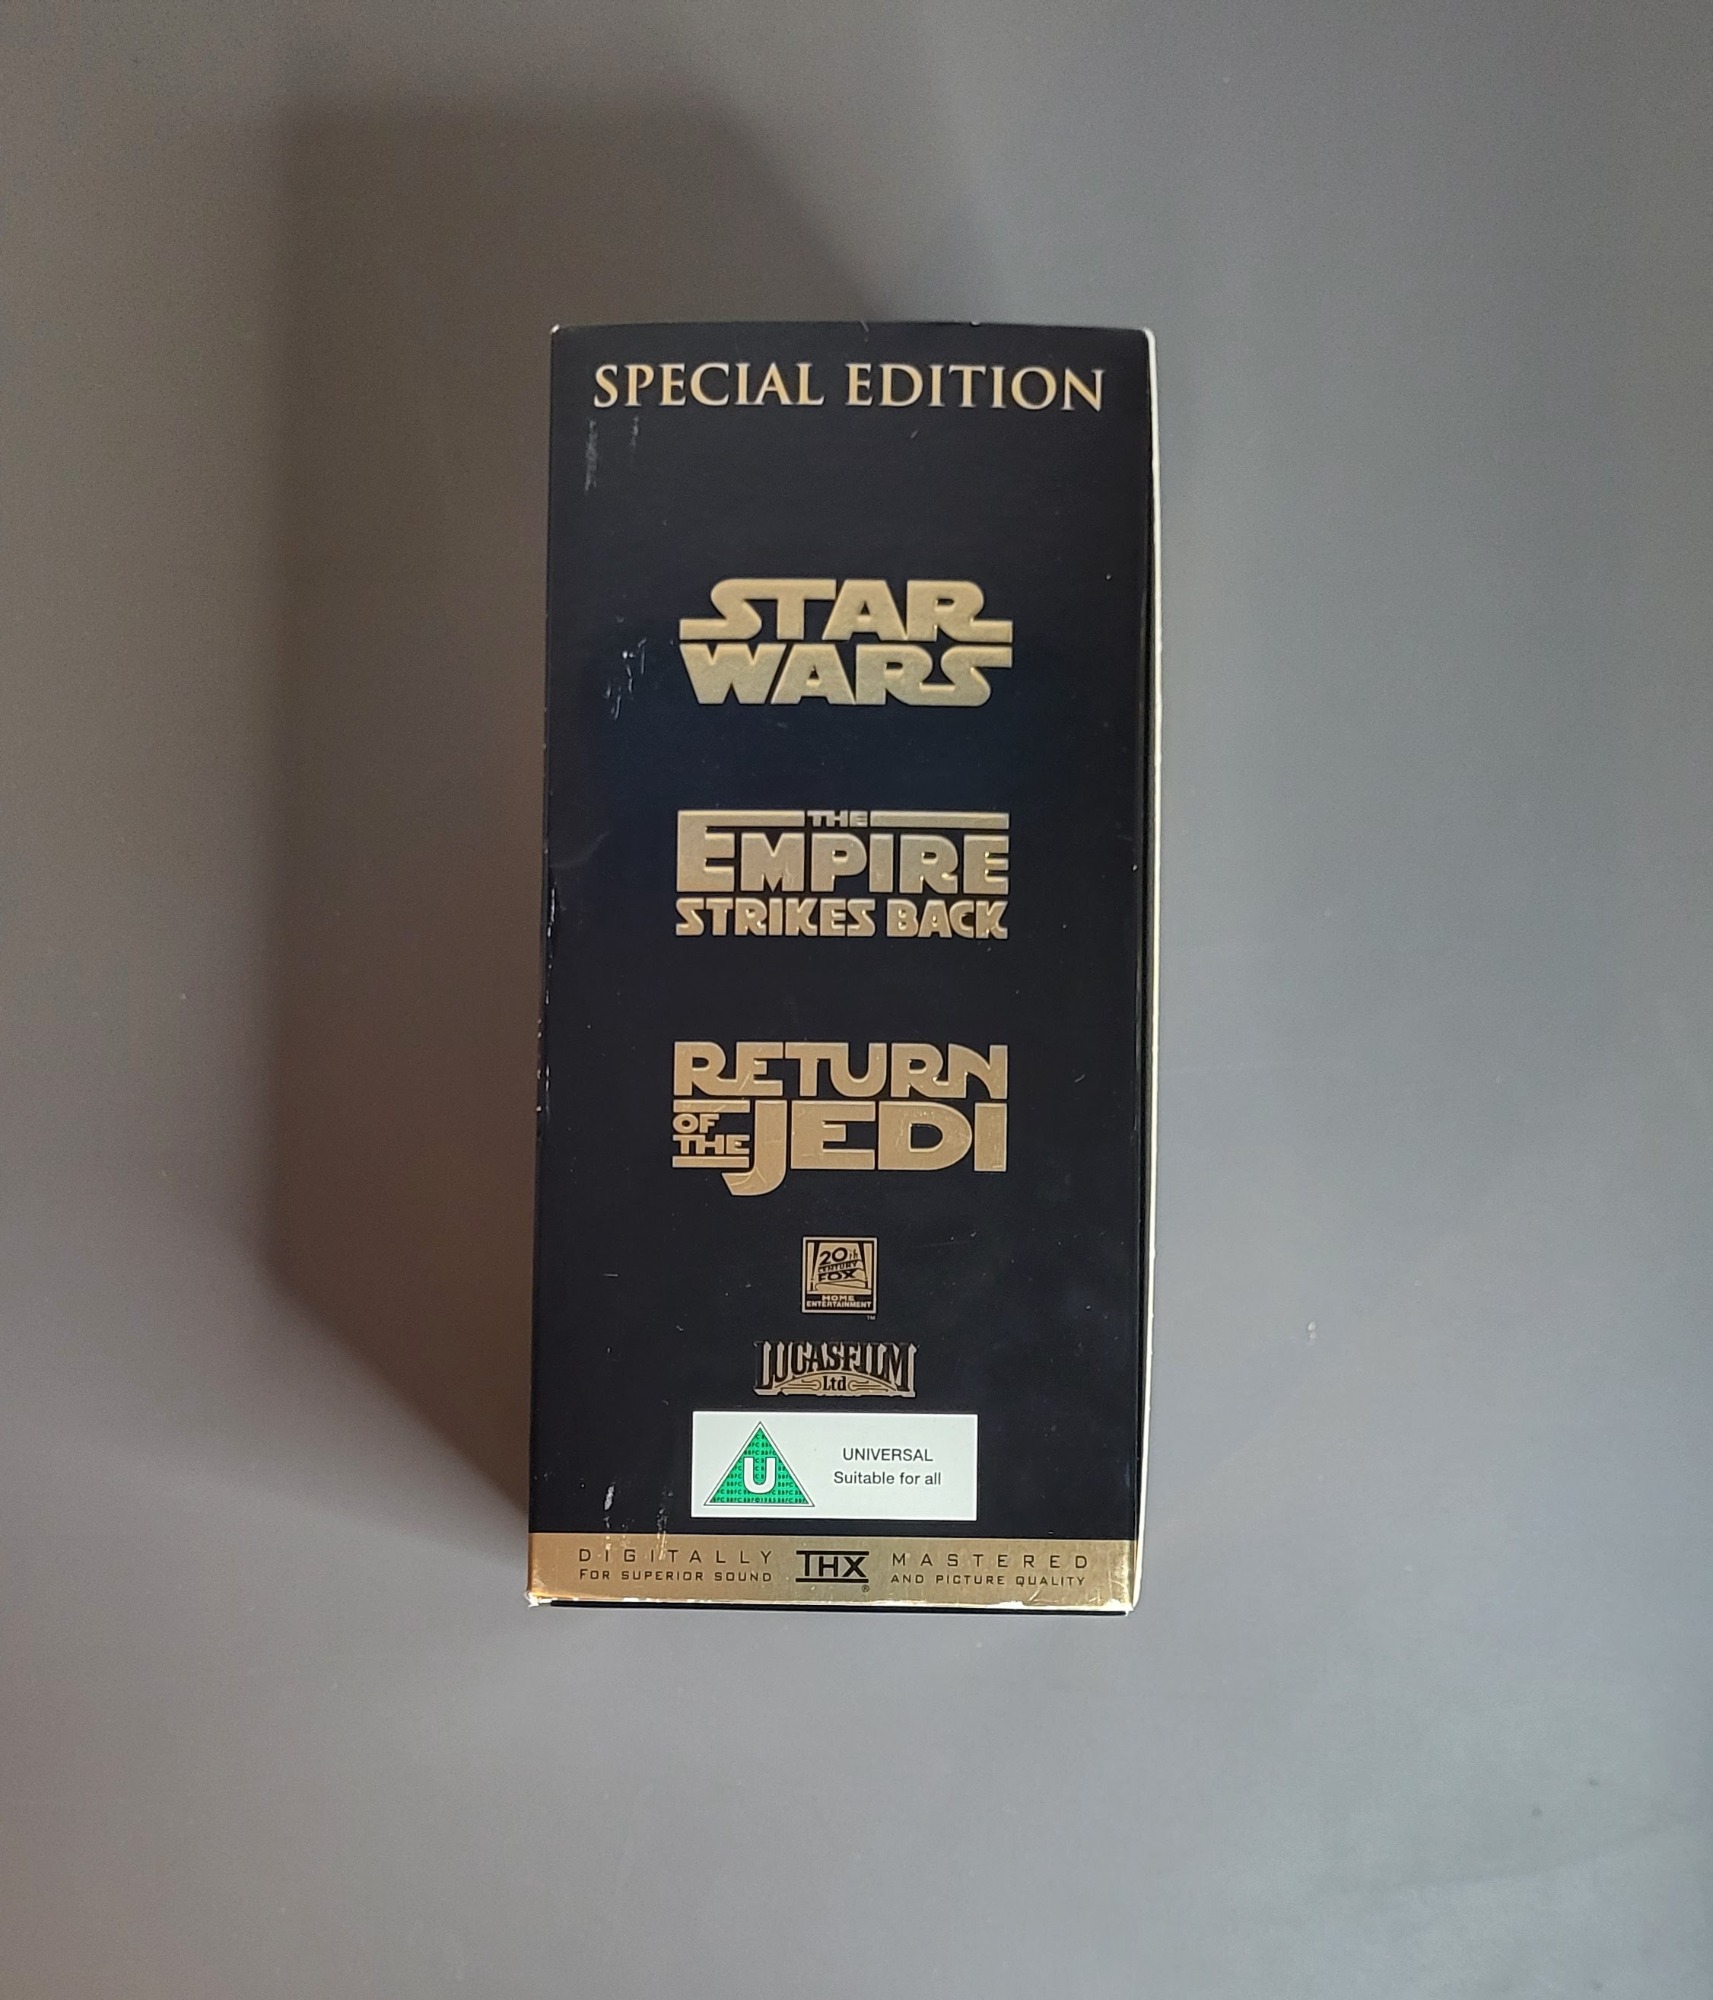 SPECIAL EDITION
STAR
WARS
THE
EMPIRE
STRIKES BACK
RETURN
OF THE JEDI
20th
CENTURY
FOX
HOME
ENTERTAINMENT
TM
LUCASFILM
Ltd
U
UNIVERSAL
Suitable for all
DIGITALLY THX MASTERED
FOR SUPERIOR SOUND ® AND PICTURE QUALITY